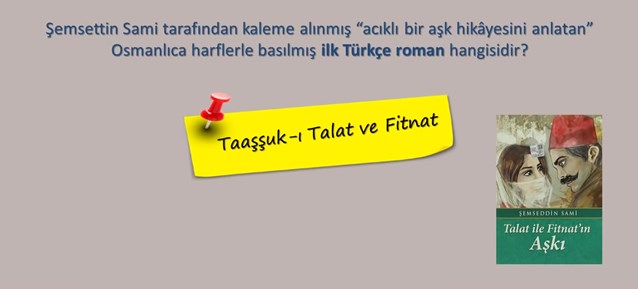 Şemsettin Sami tarafından kaleme alınmış “acıklı bir aşk hikâyesini anlatan”
Osmanlıca harflerle basılmış ilk Türkçe roman hangisidir?
Taaşşuk-ı Talat ve Fitnat
ŞEMSEDDİN SAMİ
Talat ile Fitnat'ın
Aşkı